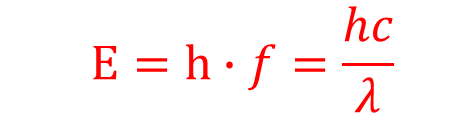 E = h · f = hc/λ